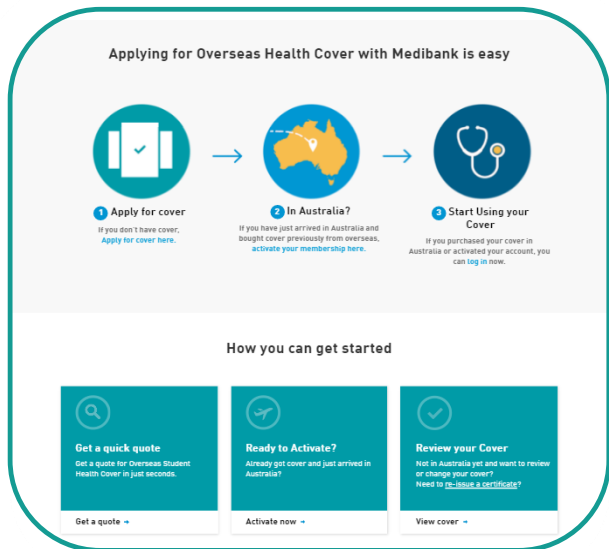 Applying for Overseas Health Cover with Medibank is easy
1 Apply for cover
If you don't have cover,
Apply for cover here.
2 In Australia?
If you have just arrived in Australia and
bought cover previously from overseas,
activate your membership here.
3 Start Using your
Cover
If you purchased your cover in
Australia or activated your account, you
can log in now.
How you can get started
Get a quick quote
Get a quote for Overseas Student
Health Cover in just seconds.
Get a quote →
Ready to Activate?
Already got cover and just arrived in
Australia?
Activate now →
Review your Cover
Not in Australia yet and want to review
or change your cover?
Need to re-issue a certificate?
View cover →